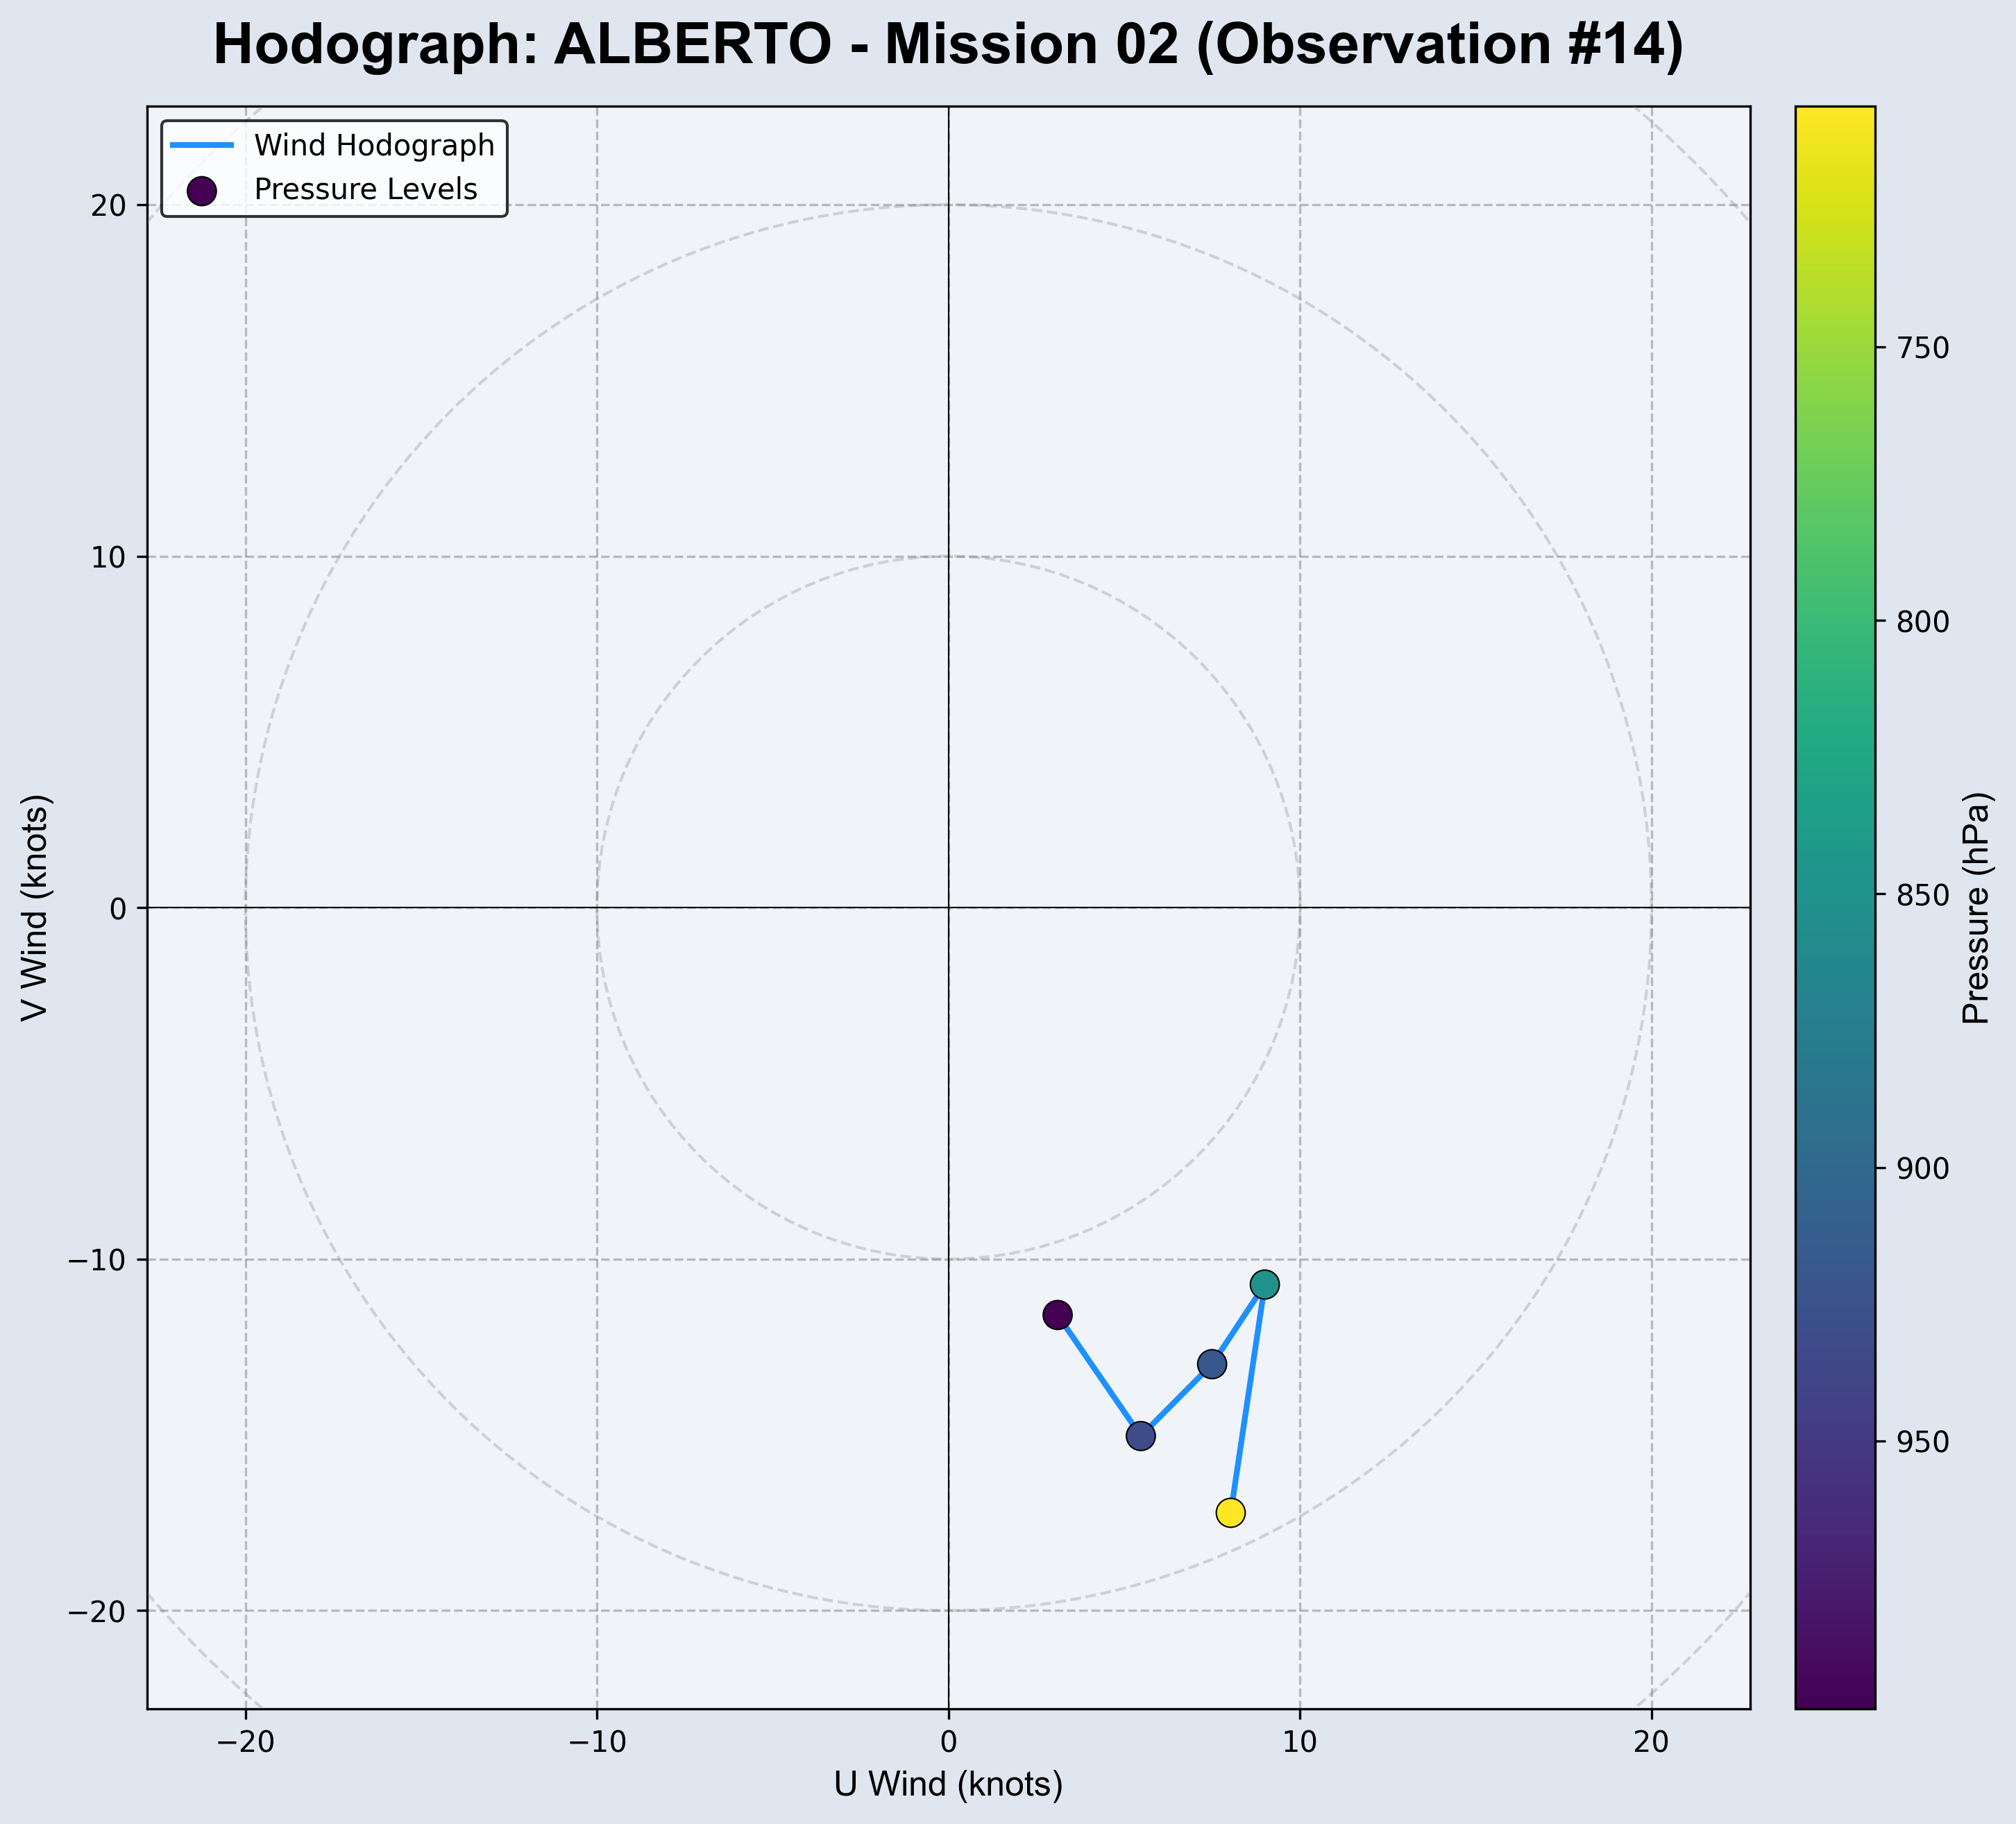 Hodograph: ALBERTO - Mission 02 (Observation #14)
Wind Hodograph
Pressure Levels
20
10
0
−10
−20
V Wind (knots)
−20
−10
0
10
20
U Wind (knots)
750
800
850
900
950
Pressure (hPa)